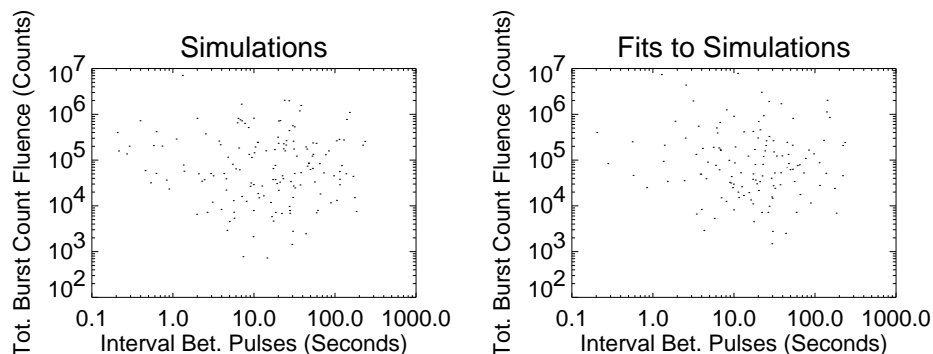 Simulations
Tot. Burst Count Fluence (Counts)
10^7
10^6
10^5
10^4
10^3
10^2
0.1 1.0 10.0 100.0 1000.0
Interval Bet. Pulses (Seconds)
Fits to Simulations
Tot. Burst Count Fluence (Counts)
10^7
10^6
10^5
10^4
10^3
10^2
0.1 1.0 10.0 100.0 1000.0
Interval Bet. Pulses (Seconds)